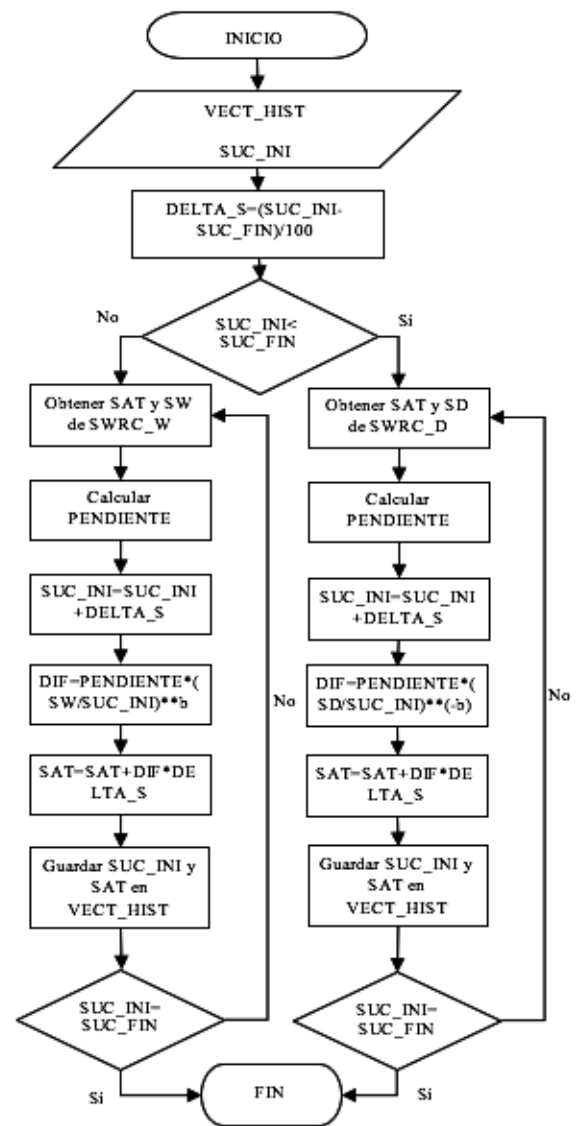 INICIO
VECT_HIST
SUC_INI
DELTA_S=(SUC_INI-
SUC_FIN)/100
No
SUC_INI<
SUC_FIN
Si
Obtener SAT y SW
de SWRC_W
Calcular
PENDIENTE
SUC_INI=SUC_INI
+DELTA_S
DIF=PENDIENTE*(
SW/SUC_INI)**b
SAT=SAT+DIF*DE
LTA_S
Guardar SUC_INI y
SAT en
VECT_HIST
SUC_INI=
SUC_FIN
No
Si
Obtener SAT y SD
de SWRC_D
Calcular
PENDIENTE
SUC_INI=SUC_INI
+DELTA_S
DIF=PENDIENTE*(
SD/SUC_INI)**(-b)
SAT=SAT+DIF*DE
LTA_S
Guardar SUC_INI y
SAT en
VECT_HIST
SUC_INI=
SUC_FIN
No
Si
FIN